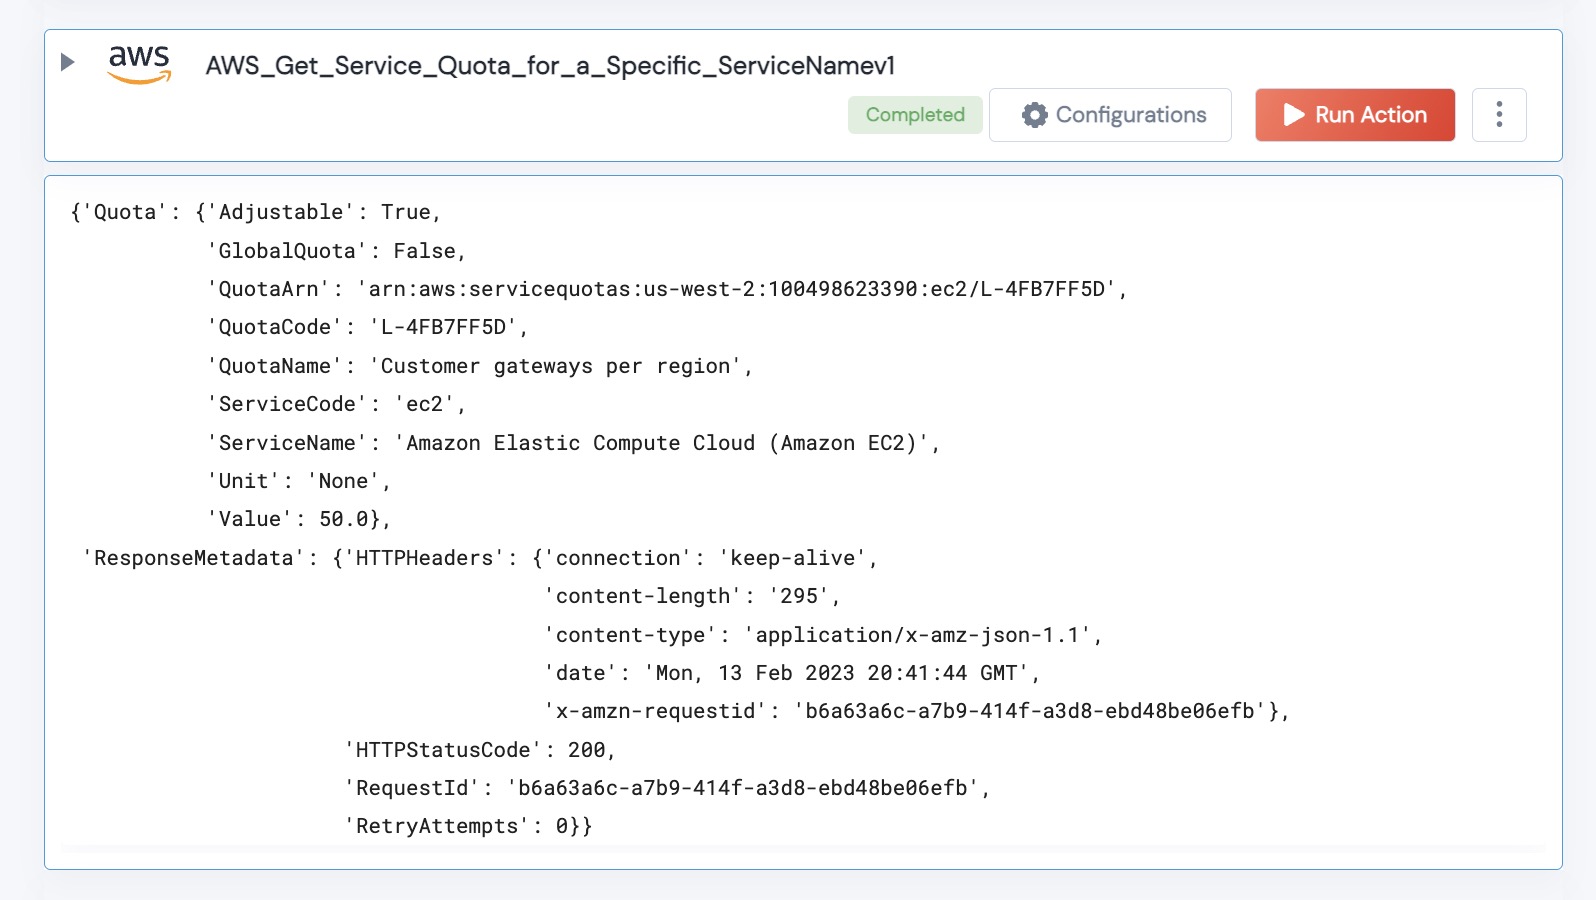 aws
AWS_Get_Service_Quota_for_a_Specific_ServiceNamev1
Completed
Configurations
Run Action
{'Quota': {'Adjustable': True,
'GlobalQuota': False,
'QuotaArn': 'arn:aws:servicequotas:us-west-2:100498623390:ec2/L-4FB7FF5D',
'QuotaCode': 'L-4FB7FF5D',
'QuotaName': 'Customer gateways per region',
'ServiceCode': 'ec2',
'ServiceName': 'Amazon Elastic Compute Cloud (Amazon EC2)',
'Unit': 'None',
'Value': 50.0},
'ResponseMetadata': {'HTTPHeaders': {'connection': 'keep-alive',
'content-length': '295',
'content-type': 'application/x-amz-json-1.1',
'date': 'Mon, 13 Feb 2023 20:41:44 GMT',
'x-amzn-requestid': 'b6a63a6c-a7b9-414f-a3d8-ebd48be06efb'},
'HTTPStatusCode': 200,
'RequestId': 'b6a63a6c-a7b9-414f-a3d8-ebd48be06efb',
'RetryAttempts': 0}}